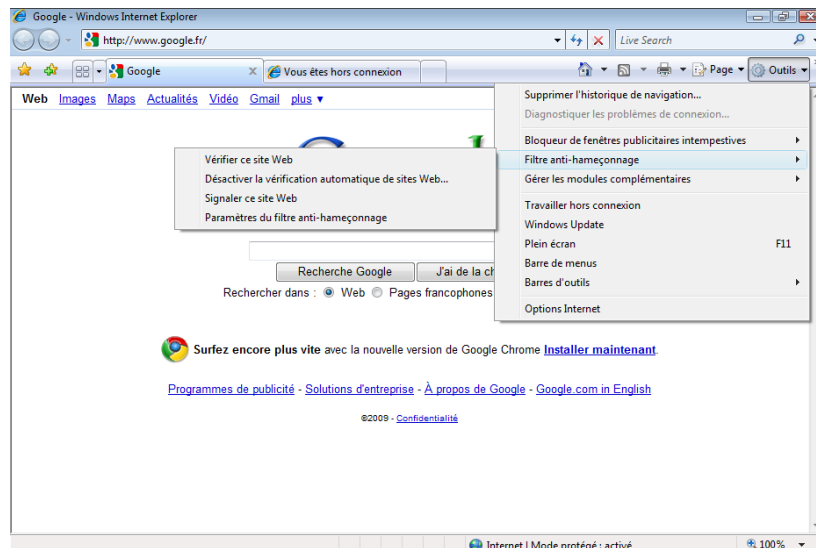 Google - Windows Internet Explorer
http://www.google.fr/
Live Search
Google
Vous êtes hors connexion
Page
Outils
Web Images Maps Actualités Vidéo Gmail plus ▼
Supprimer l'historique de navigation...
Diagnostiquer les problèmes de connexion...
Bloqueur de fenêtres publicitaires intempestives
Filtre anti-hameçonnage
Gérer les modules complémentaires
Travailler hors connexion
Windows Update
Plein écran F11
Barre de menus
Barres d'outils
Options Internet
Vérifier ce site Web
Désactiver la vérification automatique de sites Web...
Signaler ce site Web
Paramètres du filtre anti-hameçonnage
Recherche Google
J'ai de la ch
Rechercher dans : Web Pages francophones
Surfez encore plus vite avec la nouvelle version de Google Chrome Installer maintenant.
Programmes de publicité - Solutions d'entreprise - À propos de Google - Google.com in English
©2009 - Confidentialité
Internet | Mode protégé : activé
100%